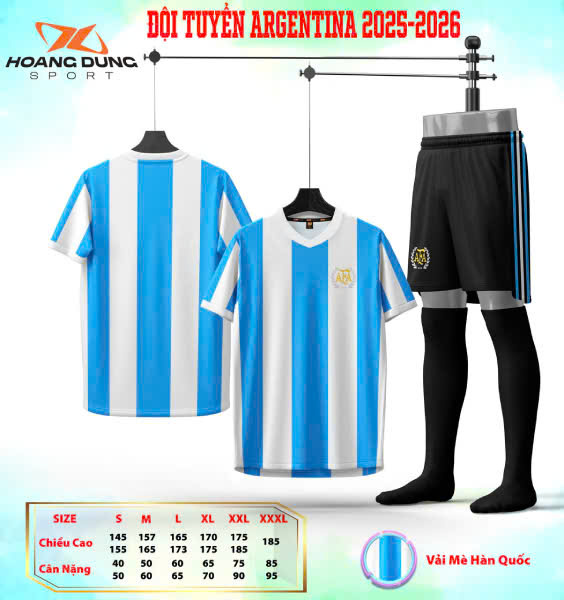 ĐỘI TUYỂN ARGENTINA 2025-2026
HOANG DUNG
SPORT
AFA
AFA
SIZE S M L XL XXL XXXL
Chiều Cao 145 157 165 170 175 185
155 165 173 175 185
Cân Nặng 40 50 60 65 75 85
50 60 65 70 90 95
Vải Mè Hàn Quốc